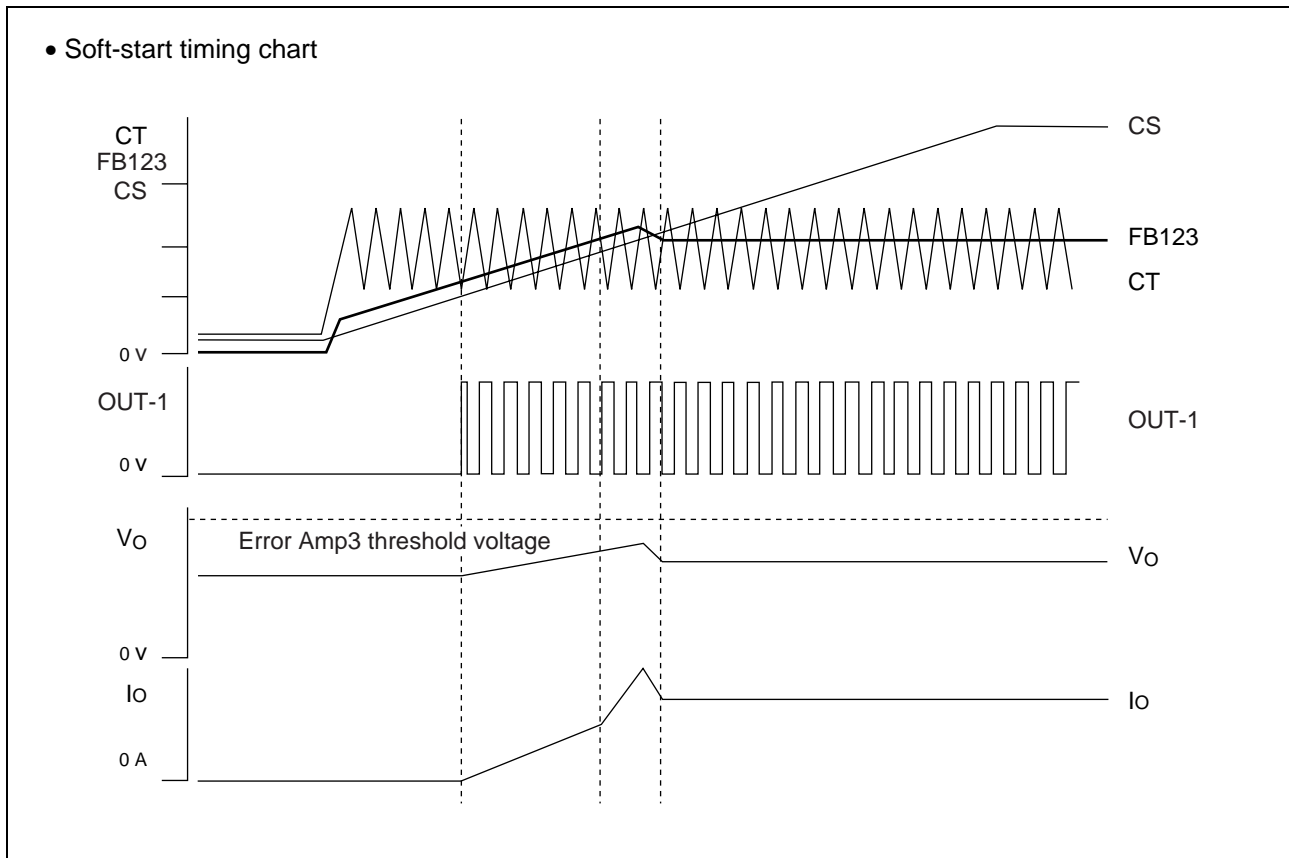 • Soft-start timing chart
CT
FB123
CS
0 V
CS
FB123
CT
OUT-1
0 V
OUT-1
VO
Error Amp3 threshold voltage
VO
0 V
IO
IO
0 A